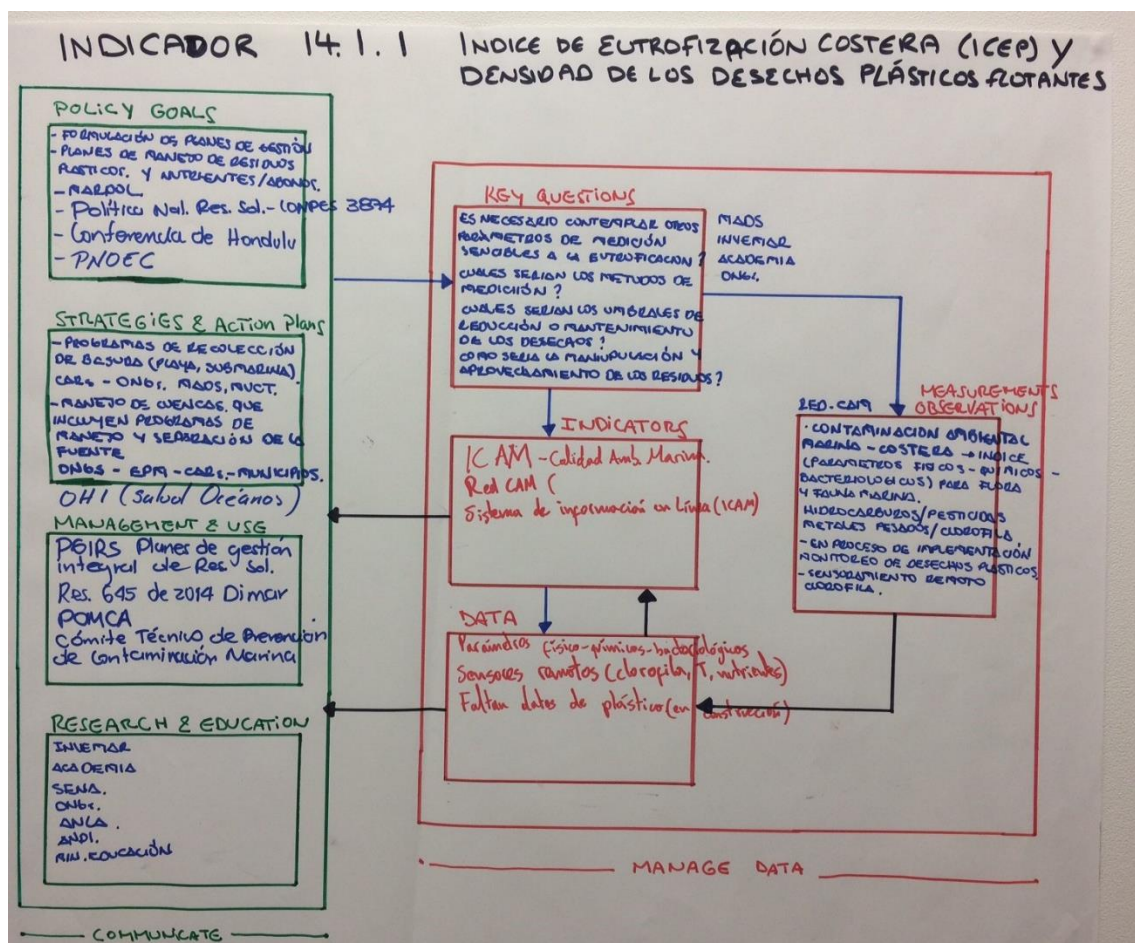 INDICADOR 14.1.1 INDICE DE EUTROFIZACIÓN COSTERA (ICEP) Y
DENSIDAD DE LOS DESECHOS PLÁSTICOS FLOTANTES
POLICY GOALS
- FORMULACIÓN DE PLANES DE GESTIÓN
- PLANES DE MANEJO DE RESIDUOS
PLASTICOS. Y NUTRIENTES/ABONOS.
- MARPOL
- Política Nal. Res. Sol. - CONPES 3874
- Conferencia de Honolulu
- PNOEC
STRATEGIES & ACTION Plans
- PROGRAMAS DE RECOLECCIÓN
DE BASURA (PLAYA, SUBMARINA)
CARs - ONGs. MADS, MVCT.
- MANEJO DE CUENCAS, QUE
INCLUYEN PROGRAMAS DE
MANEJO Y SEPARACIÓN DE LA
FUENTE
ONGS - EPM - CARs. - MUNICIPIOS.
OHI (Salud Oceános)
MANAGEMENT & USE
PGIRS Planes de gestión
integral de Res. Sol.
Res. 645 de 2014 Dimar
POMCA
Cómite Técnico de Prevención
de Contaminación Marina
RESEARCH & EDUCATION
INVEMAR
ACADEMIA
SENA.
ONGs.
ANLA.
ANDI.
MIN. EDUCACIÓN
COMMUNICATE
KEY QUESTIONS
ES NECESARIO CONTEMPLAR OTROS
PARÁMETROS DE MEDICIÓN
SENCIBLES A LA EUTROFICACION?
CUALES SERIAN LOS METODOS DE
MEDICIÓN?
CUALES SERIAN LOS UMBRALES DE
REDUCCIÓN O MANTENIMIENTO
DE LOS DESECHOS?
COMO SERIA LA MANIUPULACIÓN Y
APROVECHAMIENTO DE LOS RESIDUOS?
MADS
INVEMAR
ACADEMIA
ONGs.
INDICATORS
ICAM - Calidad Amb. Marina.
Red CAM (
Sistema de información en Línea (ICAM)
DATA
Parámetros físico-químicos-bacteriológicos
Sensores remotos (clorofila, T, nutrientes)
Faltan datos de plástico (en construcción)
MEASUREMENTS
OBSERVATIONS
RED.CAM
· CONTAMINACIÓN AMBIENTAL
MARINA - COSTERA → INDICE
(PARAMETROS FISICOS - QUIMICOS -
BACTERIOLOGICOS) PARA FLORA
Y FAUNA MARINA.
HIDROCARBUROS/PESTICIDAS
METALES PESADOS/CLOROFILA
- EN PROCESO DE IMPLEMENTACIÓN
MONITOREO DE DESECHOS PLÁSTICOS.
- SENSORAMIENTO REMOTO
CLOROFILA.
MANAGE DATA